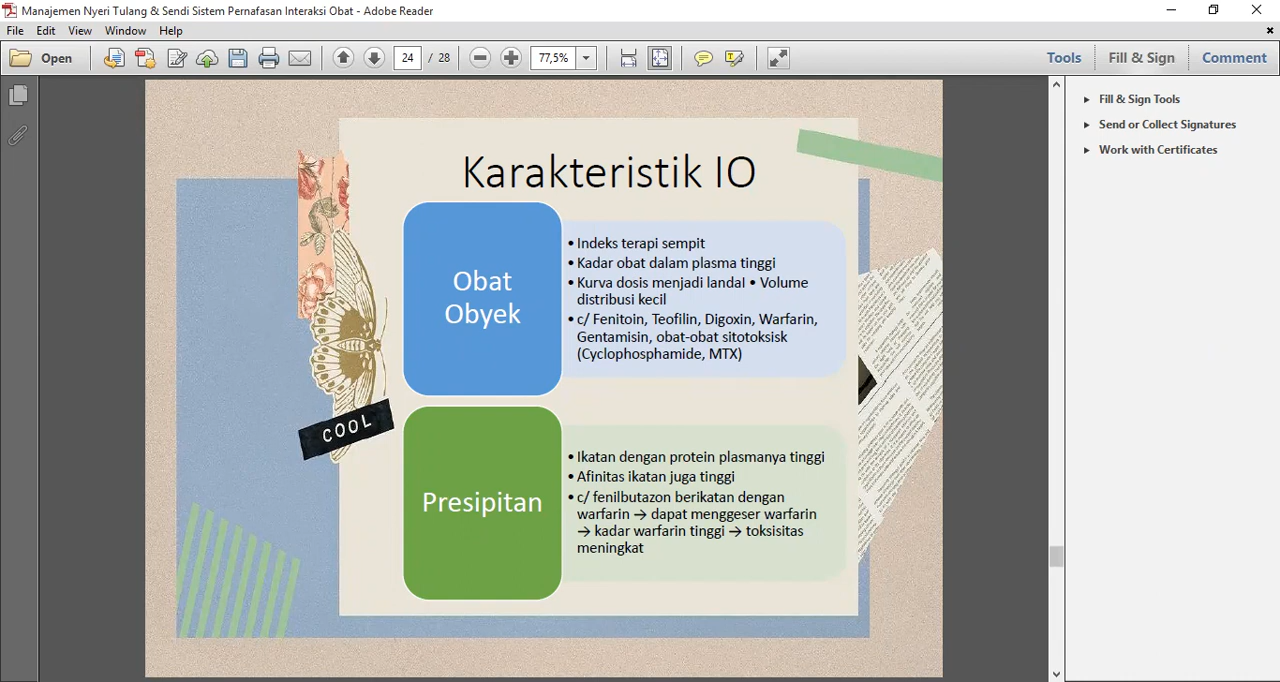 Manajemen Nyeri Tulang & Sendi Sistem Pernafasan Interaksi Obat - Adobe Reader
File Edit View Window Help
Open 24 / 28 77,5% Tools Fill & Sign Comment
Fill & Sign Tools
Send or Collect Signatures
Work with Certificates
Karakteristik IO
Obat
Obyek
• Indeks terapi sempit
• Kadar obat dalam plasma tinggi
• Kurva dosis menjadi landaI • Volume
distribusi kecil
• c/ Fenitoin, Teofilin, Digoxin, Warfarin,
Gentamisin, obat-obat sitotoksisk
(Cyclophosphamide, MTX)
COOL
Presipitan
• Ikatan dengan protein plasmanya tinggi
• Afinitas ikatan juga tinggi
• c/ fenilbutazon berikatan dengan
warfarin → dapat menggeser warfarin
→ kadar warfarin tinggi → toksisitas
meningkat